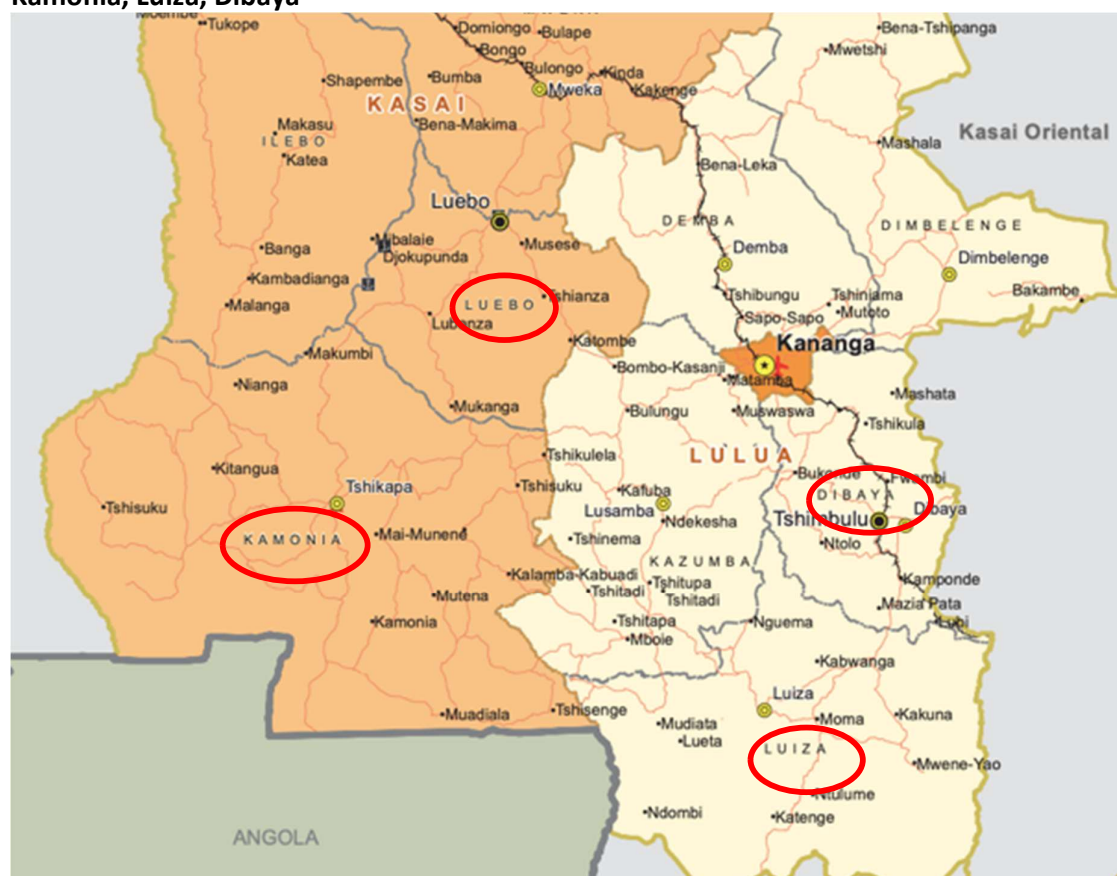 Kamonia, Luiza, Dibaya
Tukope
Domiongo
Bulape
Bena-Tshipanga
Bongo
Mwetshi
Shapembe
Bumba
Bulongo
Kinda
Mweka
Kakenge
KASAI
Makasu
Bena-Makima
Kasai Oriental
ILEBO
Mashala
Katea
Bena-Leka
Luebo
DEMBA
DIMBELENGE
Banga
Mbalaie
Musese
Demba
Djokupunda
Dimbelenge
Kambadianga
Malanga
LUEBO
Tshianza
Tshibungu
Tshiniama
Bakambe
Lubanza
Sapo-Sapo
Mutoto
Makumbi
Katombe
Kananga
Bombo-Kasanji
Matamba
Nianga
Mashata
Mukanga
Bulungu
Muswaswa
Tshikula
Tshikulela
LULUA
Kitangua
Bukonde
Fwambi
Tshikapa
Tshisuku
Kafuba
DIBAYA
Tshisuku
Lusamba
Dibaya
Ndekesha
Tshimbulu
KAMONIA
Mai-Munene
Tshinema
Ntolo
KAZUMBA
Kalamba-Kabuadi
Tshitupa
Kamponde
Tshitadi
Tshitadi
Mutena
Mazia Pata
Kamonia
Tshitapa
Nguema
Lubi
Mboie
Kabwanga
Luiza
Muadiala
Tshisenge
Mudiata
Moma
Kakuna
Lueta
LUIZA
Mwene-Yao
Ntulume
Ndombi
Katenge
ANGOLA